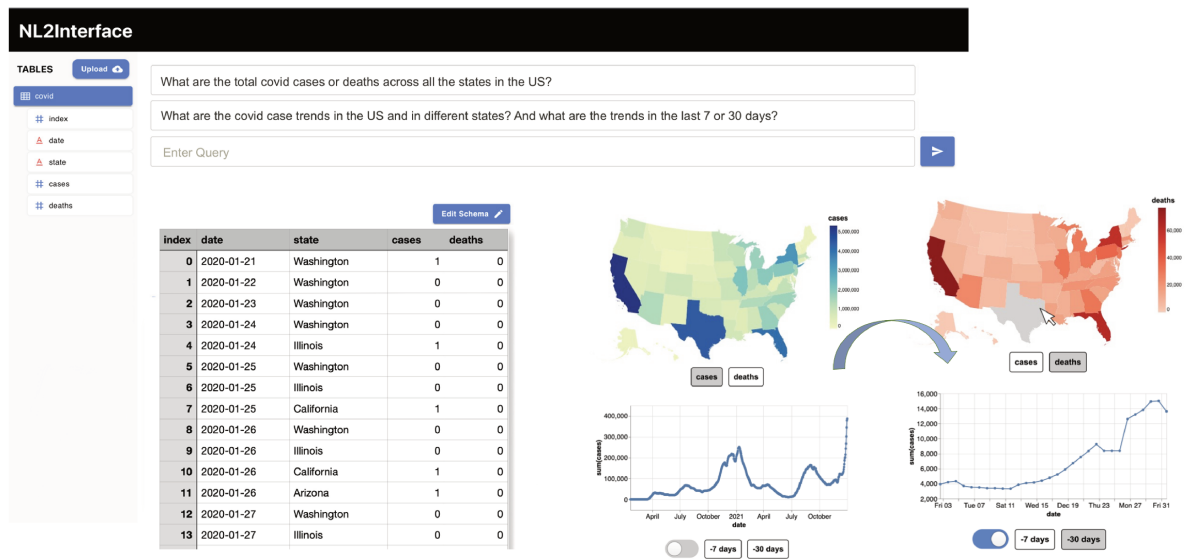 NL2Interface
TABLES
Upload
covid
index
date
state
cases
deaths
What are the total covid cases or deaths across all the states in the US?
What are the covid case trends in the US and in different states? And what are the trends in the last 7 or 30 days?
Enter Query
Edit Schema
index date state cases deaths
0 2020-01-21 Washington 1 0
1 2020-01-22 Washington 0 0
2 2020-01-23 Washington 0 0
3 2020-01-24 Washington 0 0
4 2020-01-24 Illinois 1 0
5 2020-01-25 Washington 0 0
6 2020-01-25 Illinois 0 0
7 2020-01-25 California 1 0
8 2020-01-26 Washington 0 0
9 2020-01-26 Illinois 0 0
10 2020-01-26 California 1 0
11 2020-01-26 Arizona 1 0
12 2020-01-27 Washington 0 0
13 2020-01-27 Illinois 0 0
cases
5,000,000
4,000,000
3,000,000
2,000,000
1,000,000
0
cases deaths
400,000
300,000
200,000
100,000
0
sum(cases)
April July October 2021 April July October
date
-7 days -30 days
deaths
60,000
40,000
20,000
0
cases deaths
16,000
14,000
12,000
10,000
8,000
6,000
4,000
2,000
sum(cases)
Fri 03 Tue 07 Sat 11 Wed 15 Dec 19 Thu 23 Mon 27 Fri 31
date
-7 days -30 days